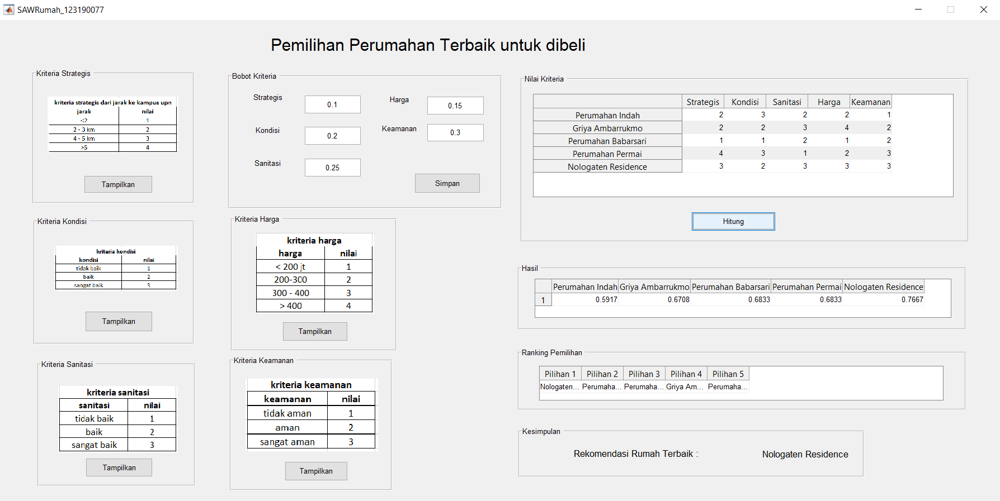 SAWRumah_123190077
Pemilihan Perumahan Terbaik untuk dibeli
Kriteria Strategis
kriteria strategis dari jarak ke kampus upn
jarak nilai
<2 1
2 - 3 km 2
4 - 5 km 3
>5 4
Tampilkan
Kriteria Kondisi
kriteria kondisi
kondisi nilai
tidak baik 1
baik 2
sangat baik 3
Tampilkan
Kriteria Sanitasi
kriteria sanitasi
sanitasi nilai
tidak baik 1
baik 2
sangat baik 3
Tampilkan
Bobot Kriteria
Strategis 0.1 Harga 0.15
Kondisi 0.2 Keamanan 0.3
Sanitasi 0.25
Simpan
Kriteria Harga
kriteria harga
harga nilai
< 200 jt 1
200-300 2
300 - 400 3
> 400 4
Tampilkan
Kriteria Keamanan
kriteria keamanan
keamanan nilai
tidak aman 1
aman 2
sangat aman 3
Tampilkan
Nilai Kriteria
Strategis Kondisi Sanitasi Harga Keamanan
Perumahan Indah 2 3 2 2 1
Griya Ambarrukmo 2 2 3 4 2
Perumahan Babarsari 1 1 2 1 2
Perumahan Permai 4 3 1 2 3
Nologaten Residence 3 2 3 3 3
Hitung
Hasil
Perumahan Indah Griya Ambarrukmo Perumahan Babarsari Perumahan Permai Nologaten Residence
1 0.5917 0.6708 0.6833 0.6833 0.7667
Ranking Pemilihan
Pilihan 1 Pilihan 2 Pilihan 3 Pilihan 4 Pilihan 5
Nologaten... Perumaha... Perumaha... Griya Am... Perumaha...
Kesimpulan
Rekomendasi Rumah Terbaik : Nologaten Residence